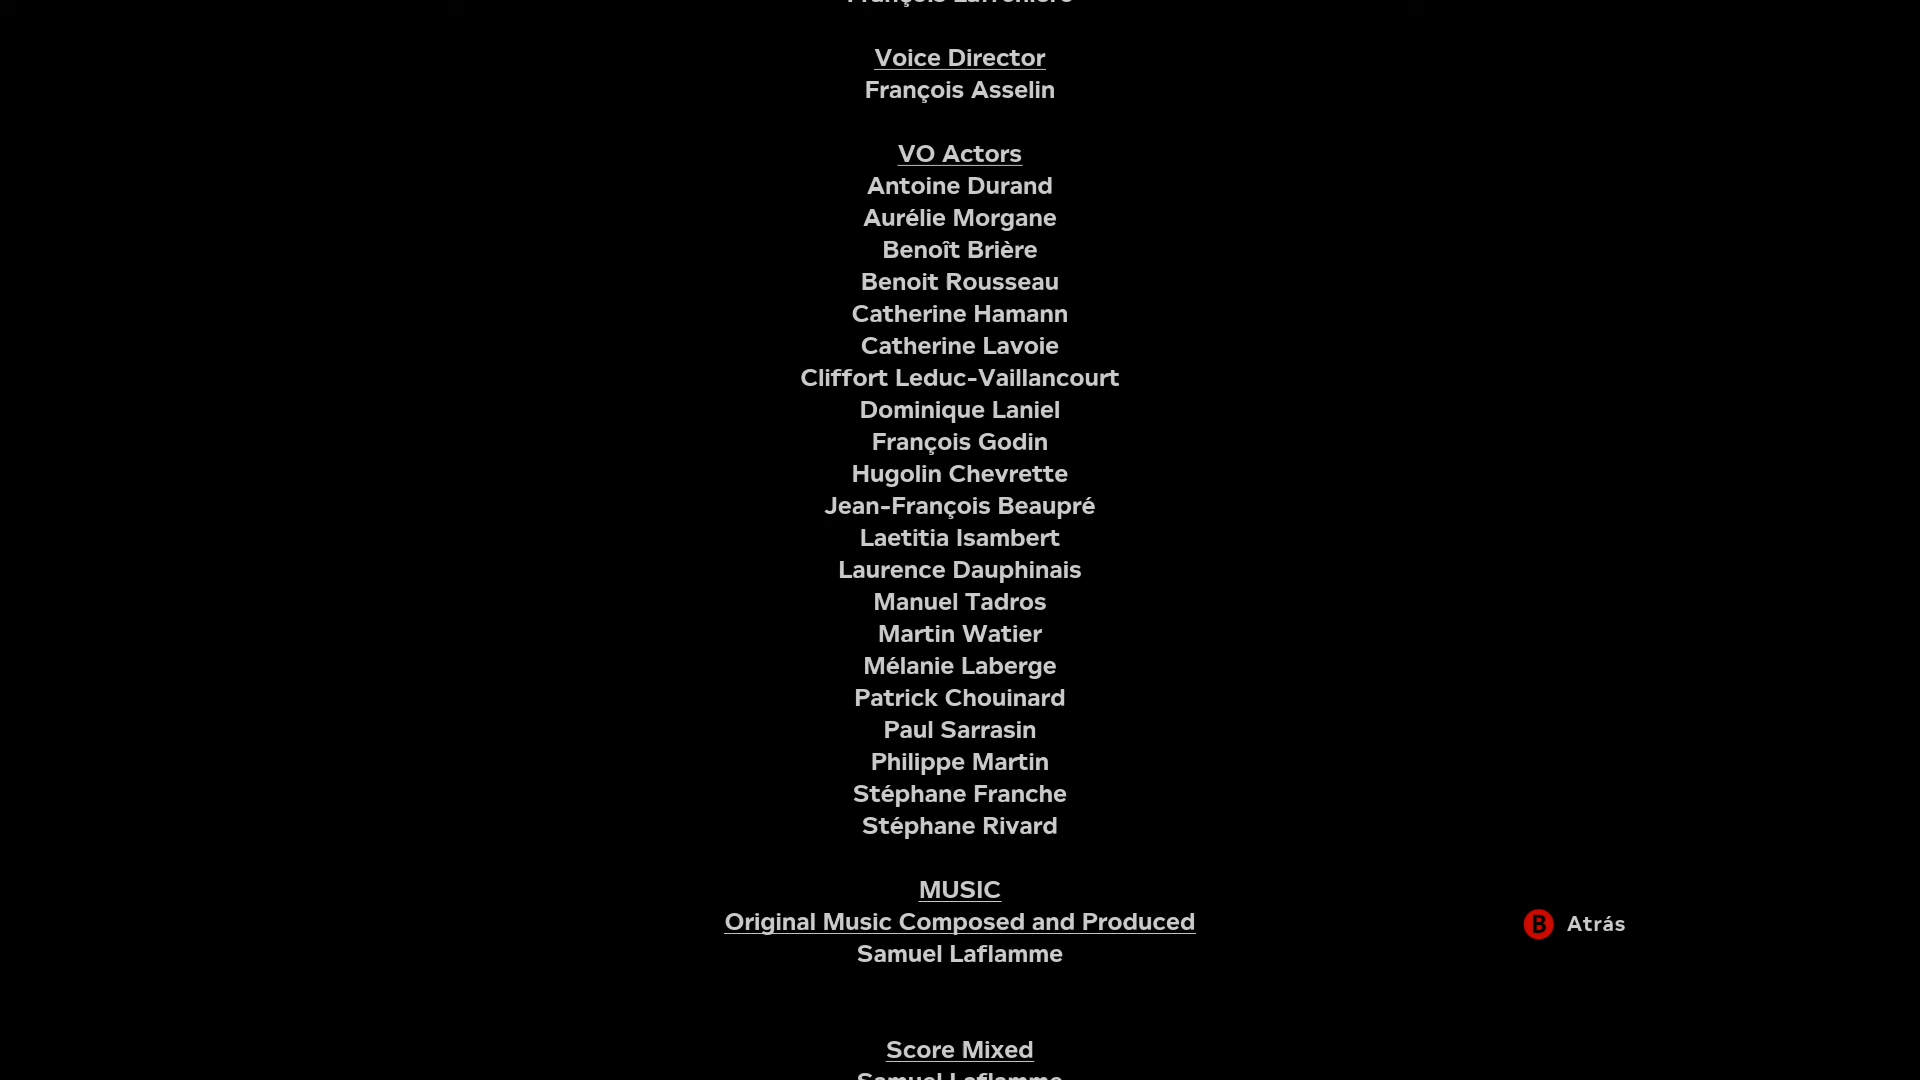 Voice Director
François Asselin
VO Actors
Antoine Durand
Aurélie Morgane
Benoît Brière
Benoit Rousseau
Catherine Hamann
Catherine Lavoie
Cliffort Leduc-Vaillancourt
Dominique Laniel
François Godin
Hugolin Chevrette
Jean-François Beaupré
Laetitia Isambert
Laurence Dauphinais
Manuel Tadros
Martin Watier
Mélanie Laberge
Patrick Chouinard
Paul Sarrasin
Philippe Martin
Stéphane Franche
Stéphane Rivard
MUSIC
Original Music Composed and Produced
B Atrás
Samuel Laflamme
Score Mixed
Samuel Laflamme